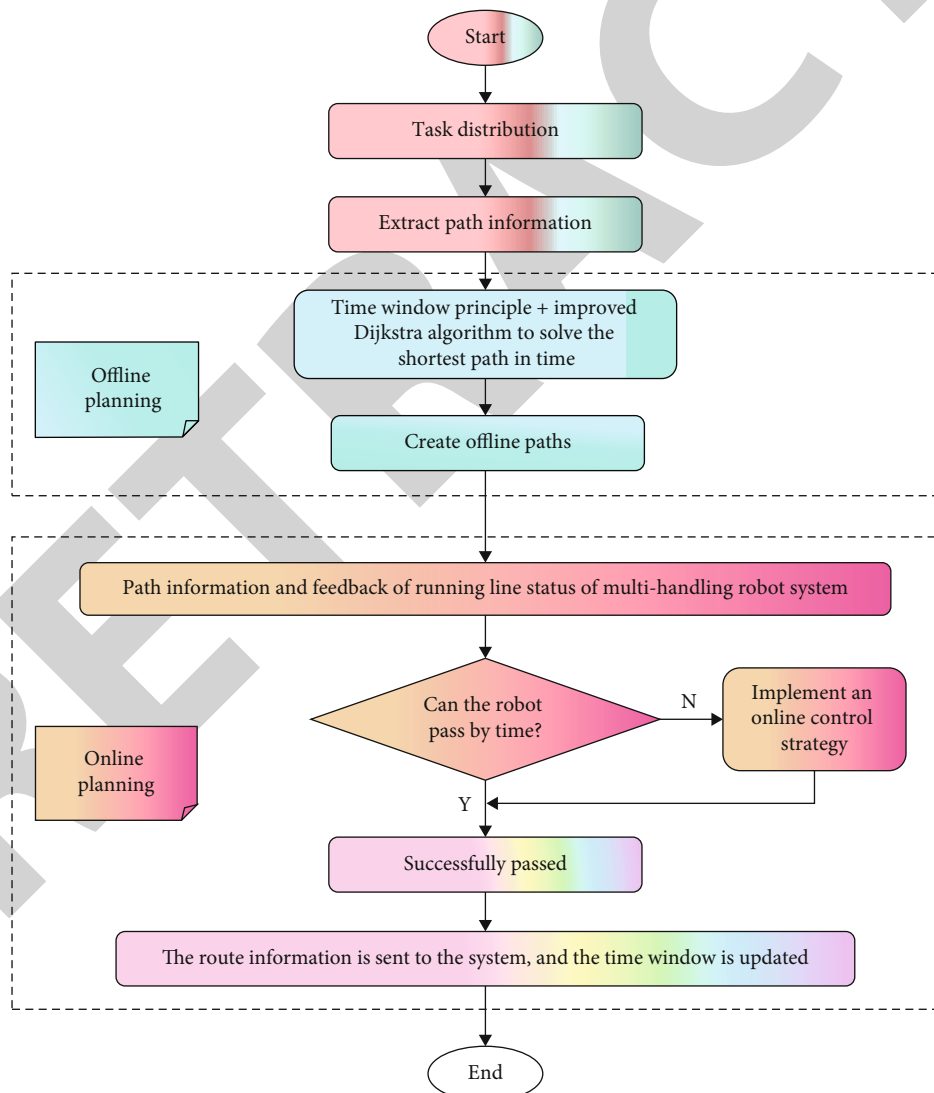 Start
Task distribution
Extract path information
Time window principle + improved
Dijkstra algorithm to solve the
shortest path in time
Offline
planning
Create offline paths
Path information and feedback of running line status of multi-handling robot system
Can the robot
pass by time?
N
Implement an
online control
strategy
Online
planning
Y
Successfully passed
The route information is sent to the system, and the time window is updated
End
RETRAC